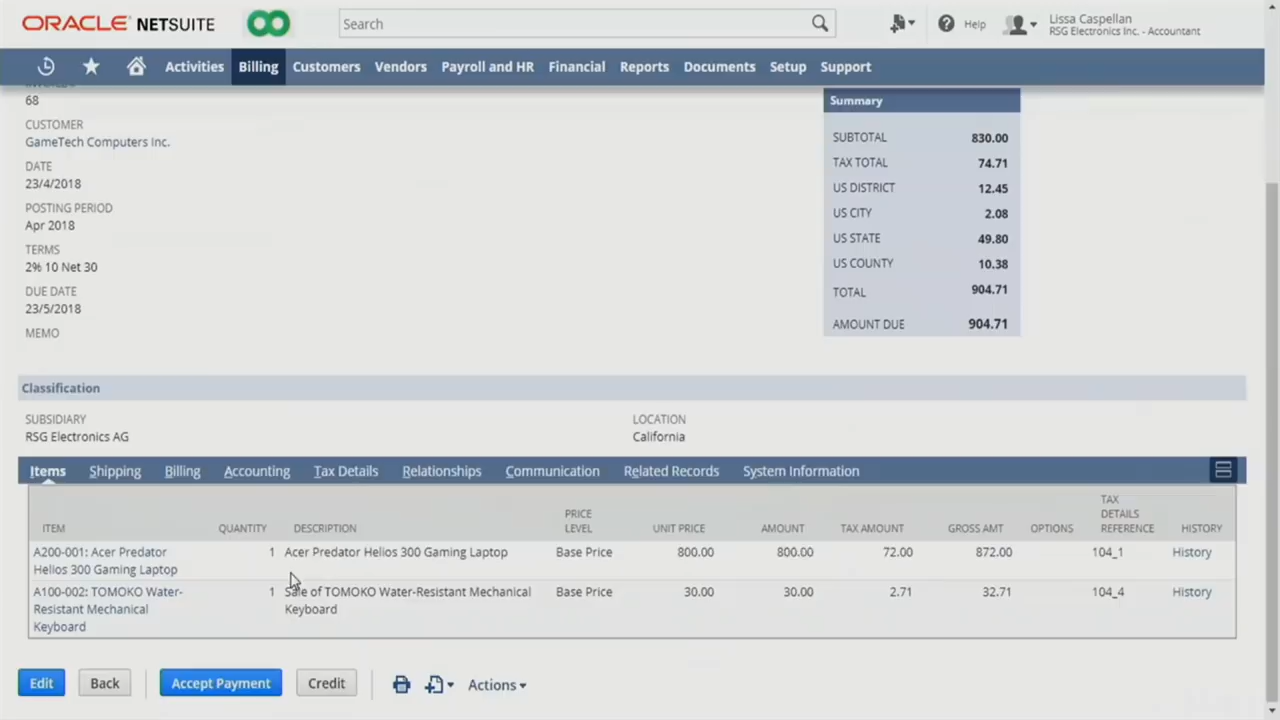 ORACLE NETSUITE
Search
Help
Lissa Caspellan
RSG Electronics Inc. - Accountant
Activities Billing Customers Vendors Payroll and HR Financial Reports Documents Setup Support
68
CUSTOMER
GameTech Computers Inc.
DATE
23/4/2018
POSTING PERIOD
Apr 2018
TERMS
2% 10 Net 30
DUE DATE
23/5/2018
MEMO
Summary
SUBTOTAL 830.00
TAX TOTAL 74.71
US DISTRICT 12.45
US CITY 2.08
US STATE 49.80
US COUNTY 10.38
TOTAL 904.71
AMOUNT DUE 904.71
Classification
SUBSIDIARY
RSG Electronics AG
LOCATION
California
Items Shipping Billing Accounting Tax Details Relationships Communication Related Records System Information
ITEM QUANTITY DESCRIPTION PRICE LEVEL UNIT PRICE AMOUNT TAX AMOUNT GROSS AMT OPTIONS TAX DETAILS REFERENCE HISTORY
A200-001: Acer Predator 1 Acer Predator Helios 300 Gaming Laptop Base Price 800.00 800.00 72.00 872.00 104_1 History
Helios 300 Gaming Laptop
A100-002: TOMOKO Water- 1 Sale of TOMOKO Water-Resistant Mechanical Base Price 30.00 30.00 2.71 32.71 104_4 History
Resistant Mechanical Keyboard
Keyboard
Edit Back Accept Payment Credit Actions